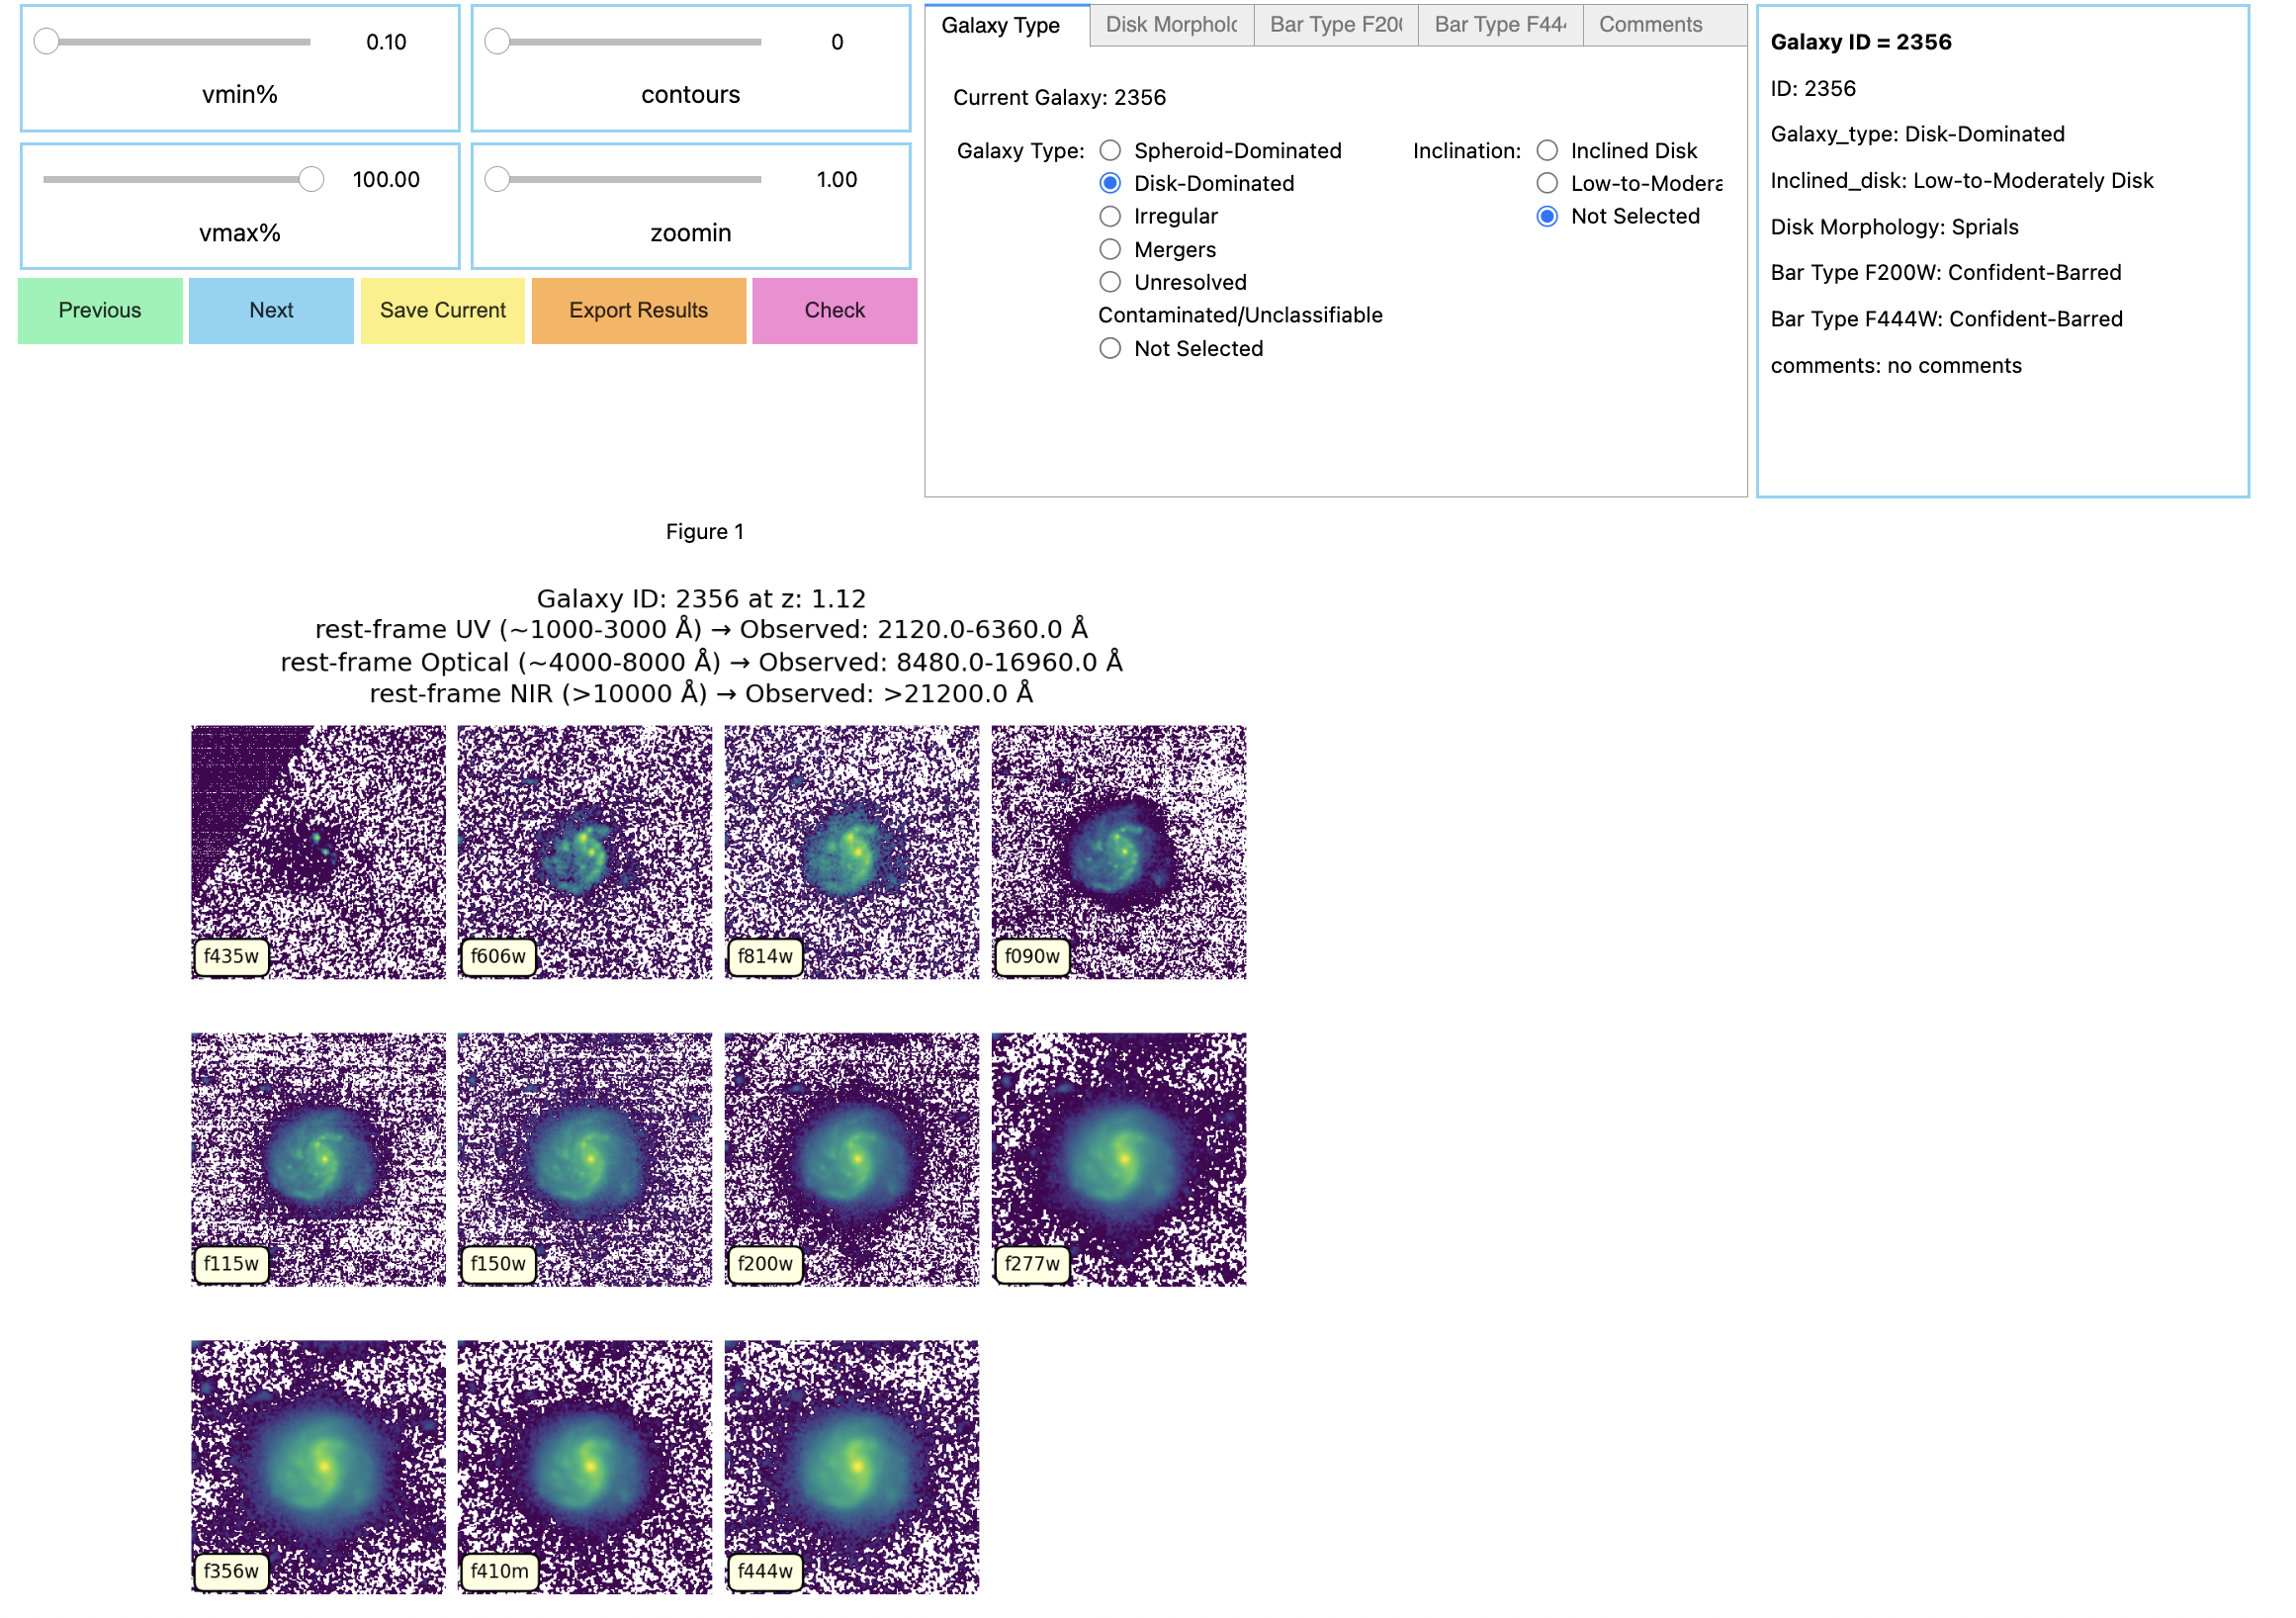 0.10
vmin%
0
contours
100.00
vmax%
1.00
zoomin
Previous
Next
Save Current
Export Results
Check
Galaxy Type
Disk Morpholo
Bar Type F200
Bar Type F444
Comments
Current Galaxy: 2356
Galaxy Type:
Spheroid-Dominated
Disk-Dominated
Irregular
Mergers
Unresolved
Contaminated/Unclassifiable
Not Selected
Inclination:
Inclined Disk
Low-to-Modera
Not Selected
Galaxy ID = 2356
ID: 2356
Galaxy_type: Disk-Dominated
Inclined_disk: Low-to-Moderately Disk
Disk Morphology: Sprials
Bar Type F200W: Confident-Barred
Bar Type F444W: Confident-Barred
comments: no comments
Figure 1
Galaxy ID: 2356 at z: 1.12
rest-frame UV (~1000-3000 Å) → Observed: 2120.0-6360.0 Å
rest-frame Optical (~4000-8000 Å) → Observed: 8480.0-16960.0 Å
rest-frame NIR (>10000 Å) → Observed: >21200.0 Å
f435w
f606w
f814w
f090w
f115w
f150w
f200w
f277w
f356w
f410m
f444w